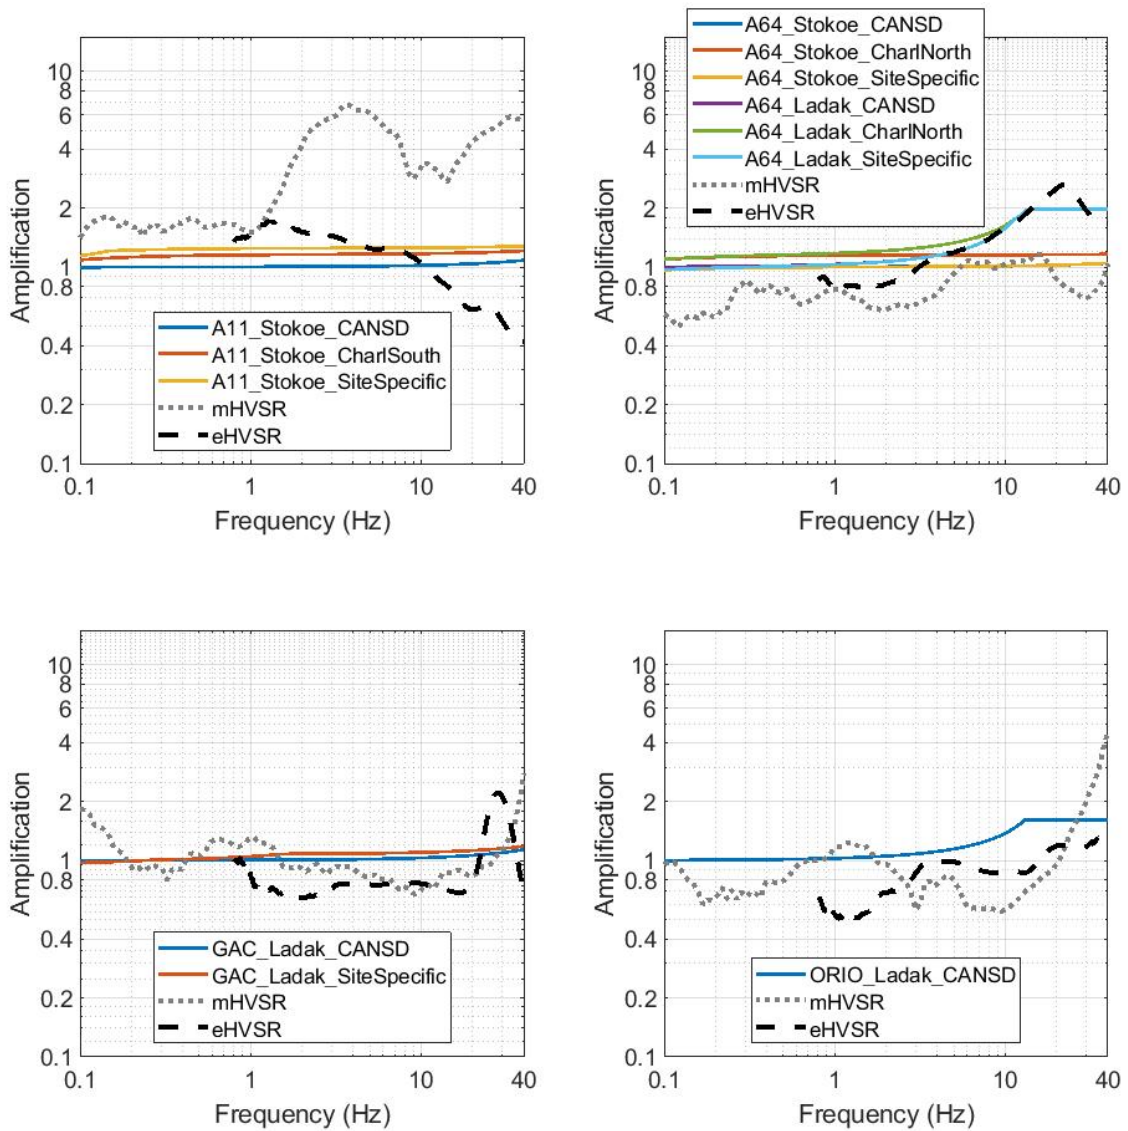 10
8
6
4
2
1
0.8
0.4
0.2
0.1
Amplification
A11_Stokoe_CANSD
A11_Stokoe_CharlSouth
A11_Stokoe_SiteSpecific
mHVSR
eHVSR
0.1 1 10 40
Frequency (Hz)
A64_Stokoe_CANSD
A64_Stokoe_CharlNorth
A64_Stokoe_SiteSpecific
A64_Ladak_CANSD
A64_Ladak_CharlNorth
A64_Ladak_SiteSpecific
mHVSR
eHVSR
10
8
6
4
2
1
0.8
0.4
0.2
0.1
Amplification
0.1 1 10 40
Frequency (Hz)
10
8
6
4
2
1
0.8
0.4
0.2
0.1
Amplification
GAC_Ladak_CANSD
GAC_Ladak_SiteSpecific
mHVSR
eHVSR
0.1 1 10 40
Frequency (Hz)
10
8
6
4
2
1
0.8
0.4
0.2
0.1
Amplification
ORIO_Ladak_CANSD
mHVSR
eHVSR
0.1 1 10 40
Frequency (Hz)